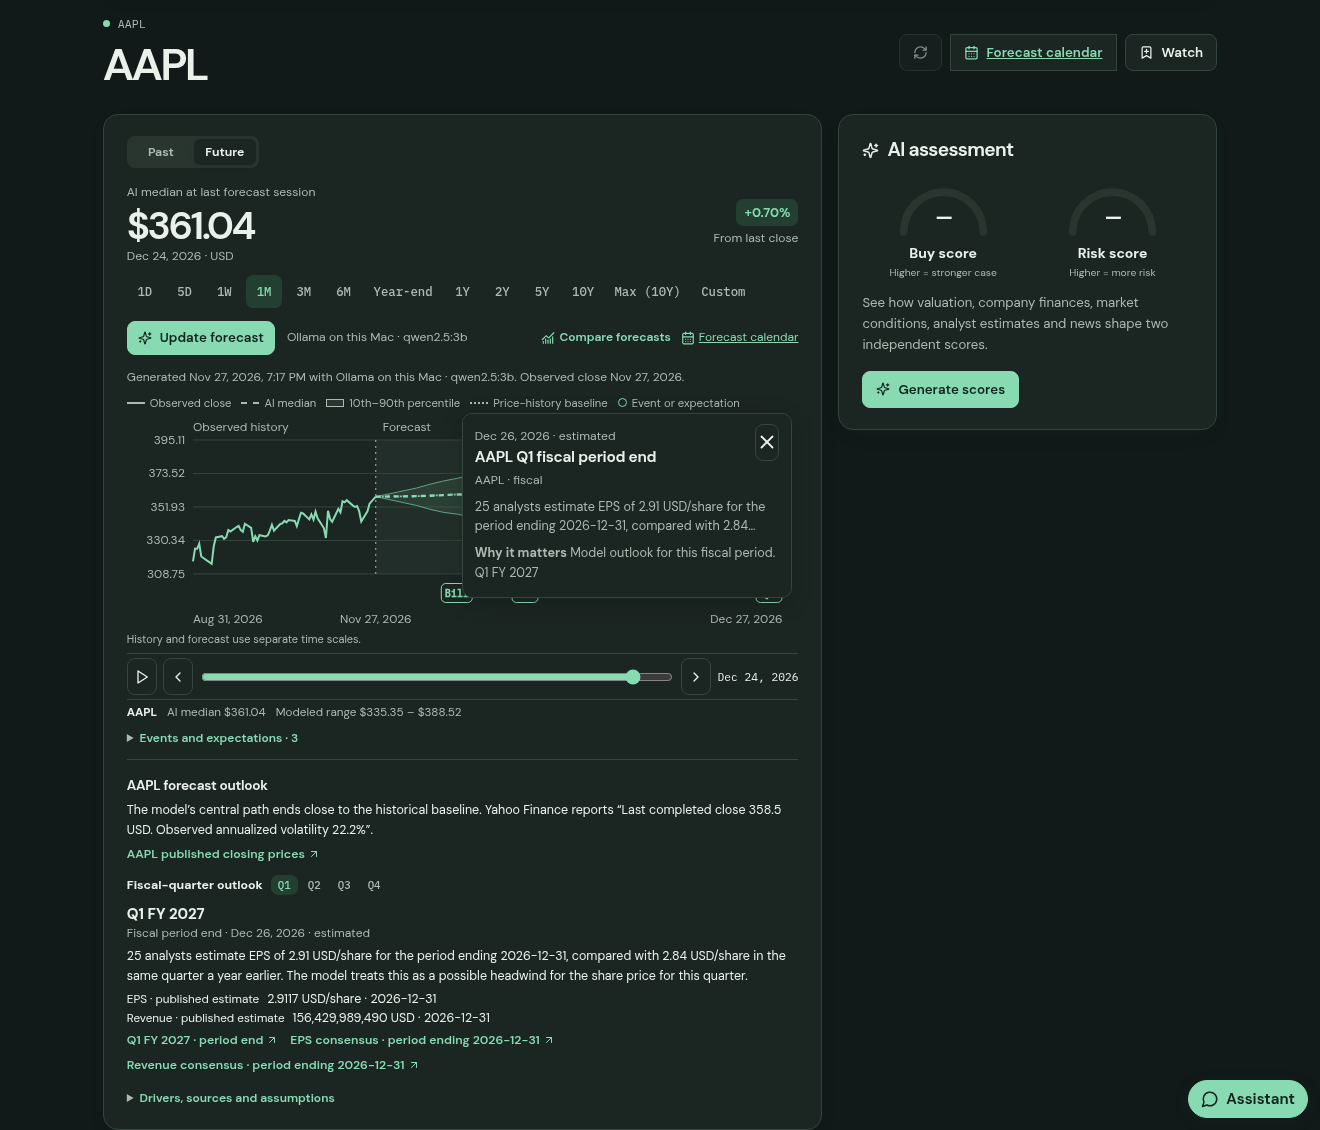 AAPL
AAPL
Forecast calendar
Watch
Past
Future
AI median at last forecast session
$361.04
Dec 24, 2026 · USD
+0.70%
From last close
1D 5D 1W 1M 3M 6M Year-end 1Y 2Y 5Y 10Y Max (10Y) Custom
Update forecast
Ollama on this Mac · qwen2.5:3b
Compare forecasts
Forecast calendar
Generated Nov 27, 2026, 7:17 PM with Ollama on this Mac · qwen2.5:3b. Observed close Nov 27, 2026.
Observed close AI median 10th–90th percentile Price-history baseline Event or expectation
Observed history
Forecast
395.11
373.52
351.93
330.34
308.75
Dec 26, 2026 · estimated
AAPL Q1 fiscal period end
AAPL · fiscal
25 analysts estimate EPS of 2.91 USD/share for the
period ending 2026-12-31, compared with 2.84…
Why it matters Model outlook for this fiscal period.
Q1 FY 2027
Aug 31, 2026
Nov 27, 2026
Dec 27, 2026
History and forecast use separate time scales.
Dec 24, 2026
AAPL AI median $361.04 Modeled range $335.35 – $388.52
Events and expectations · 3
AAPL forecast outlook
The model’s central path ends close to the historical baseline. Yahoo Finance reports “Last completed close 358.5
USD. Observed annualized volatility 22.2%”.
AAPL published closing prices
Fiscal-quarter outlook Q1 Q2 Q3 Q4
Q1 FY 2027
Fiscal period end · Dec 26, 2026 · estimated
25 analysts estimate EPS of 2.91 USD/share for the period ending 2026-12-31, compared with 2.84 USD/share in the
same quarter a year earlier. The model treats this as a possible headwind for the share price for this quarter.
EPS · published estimate 2.9117 USD/share · 2026-12-31
Revenue · published estimate 156,429,989,490 USD · 2026-12-31
Q1 FY 2027 · period end EPS consensus · period ending 2026-12-31
Revenue consensus · period ending 2026-12-31
Drivers, sources and assumptions
AI assessment
– –
Buy score Risk score
Higher = stronger case Higher = more risk
See how valuation, company finances, market
conditions, analyst estimates and news shape two
independent scores.
Generate scores
Assistant